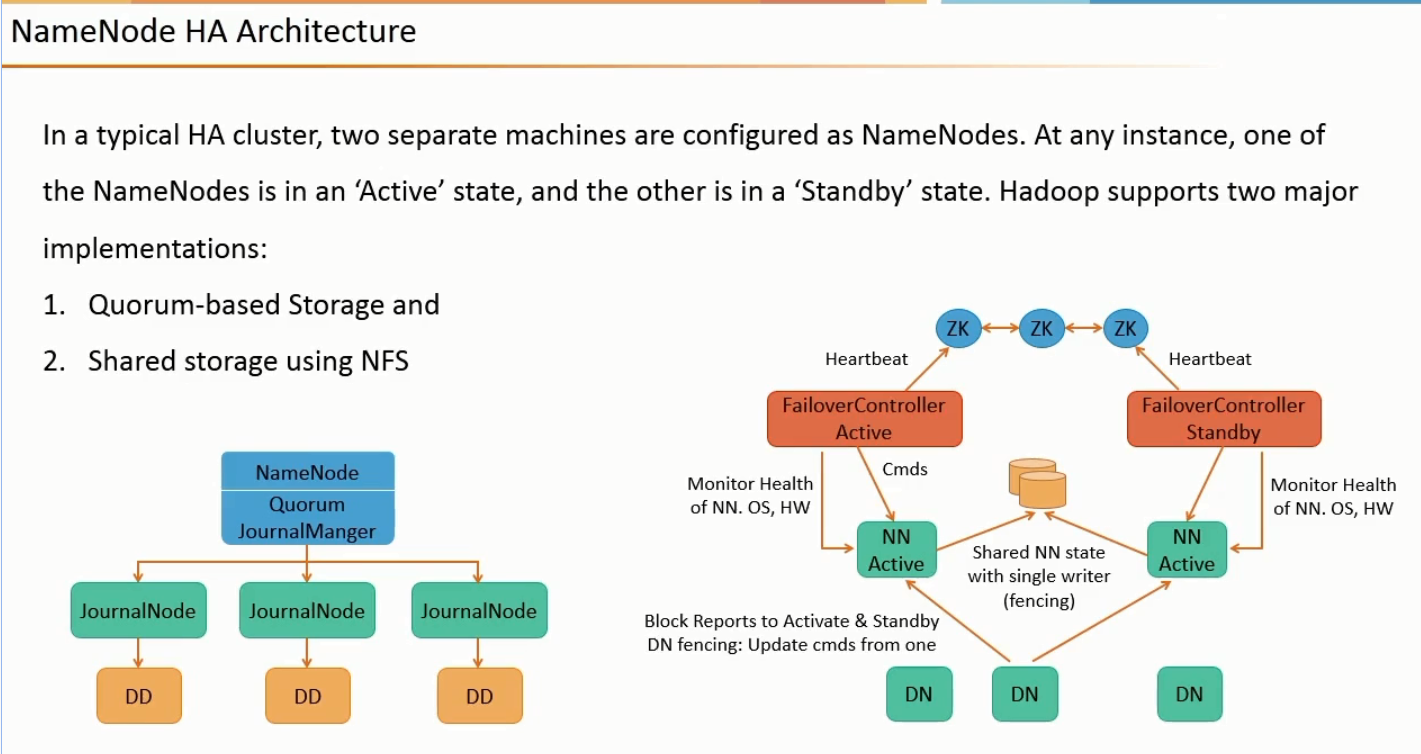 NameNode HA Architecture
In a typical HA cluster, two separate machines are configured as NameNodes. At any instance, one of
the NameNodes is in an ‘Active’ state, and the other is in a ‘Standby’ state. Hadoop supports two major
implementations:
1. Quorum-based Storage and
2. Shared storage using NFS
NameNode
Quorum
JournalManger
JournalNode
JournalNode
JournalNode
DD
DD
DD
ZK
ZK
ZK
Heartbeat
Heartbeat
FailoverController
Active
FailoverController
Standby
Cmds
Monitor Health
of NN. OS, HW
Monitor Health
of NN. OS, HW
NN
Active
NN
Active
Shared NN state
with single writer
(fencing)
Block Reports to Activate & Standby
DN fencing: Update cmds from one
DN
DN
DN